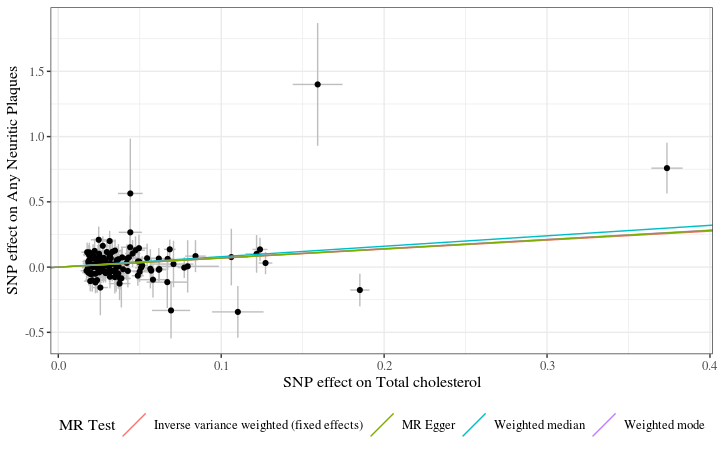 SNP effect on Any Neuritic Plaques
1.5
1.0
0.5
0.0
-0.5
0.0 0.1 0.2 0.3 0.4
SNP effect on Total cholesterol
MR Test Inverse variance weighted (fixed effects) MR Egger Weighted median Weighted mode